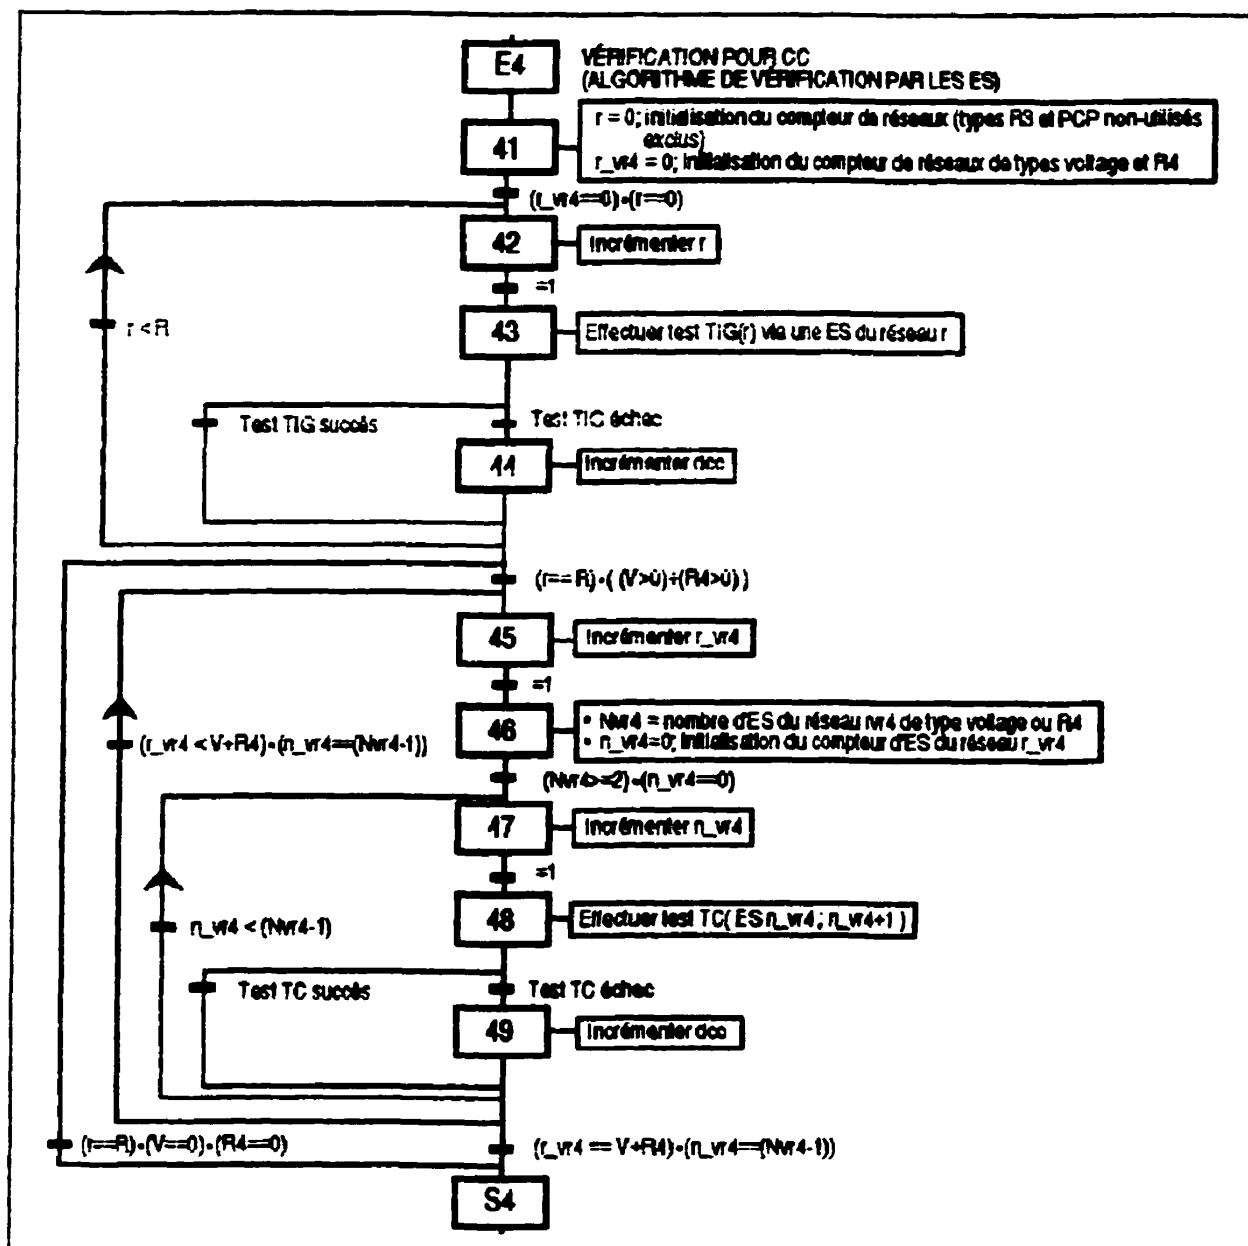 E4
VÉRIFICATION POUR CC
(ALGORITHME DE VÉRIFICATION PAR LES ES)
41
r = 0; initialisation du compteur de réseaux (types R3 et PCP non-utilisés
exclus)
r_vr4 = 0; initialisation du compteur de réseaux de types voltage et R4
(r_vr4==0)•(r==0)
42
Incrémenter r
=1
r < R
43
Effectuer test TIG(r) via une ES du réseau r
Test TIG succès
Test TIG échec
44
Incrémenter dcc
(r== R)•( (V>0)+(R4>0) )
45
Incrémenter r_vr4
=1
46
• Nvr4 = nombre d'ES du réseau rvr4 de type voltage ou R4
• n_vr4=0; initialisation du compteur d'ES du réseau r_vr4
(r_vr4 < V+R4)•(n_vr4==(Nvr4-1))
(Nvr4>=2)•(n_vr4==0)
47
Incrémenter n_vr4
=1
48
Effectuer test TC( ES n_vr4 ; n_vr4+1 )
n_vr4 < (Nvr4-1)
Test TC succès
Test TC échec
49
Incrémenter dcc
(r==R)•(V==0)•(R4==0)
(r_vr4 == V+R4)•(n_vr4==(Nvr4-1))
S4